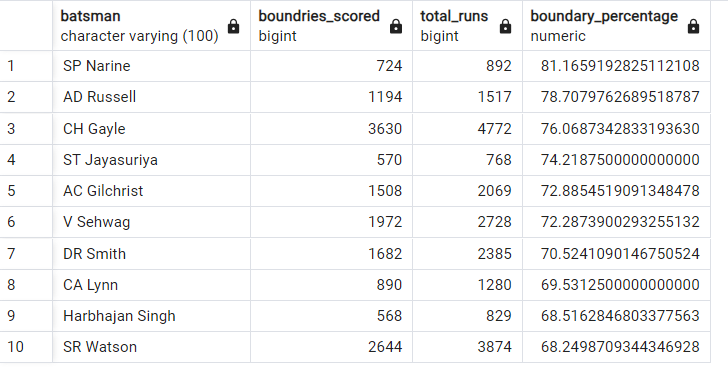 batsman boundries_scored total_runs boundary_percentage
character varying (100) bigint bigint numeric
1 SP Narine 724 892 81.1659192825112108
2 AD Russell 1194 1517 78.7079762689518787
3 CH Gayle 3630 4772 76.0687342833193630
4 ST Jayasuriya 570 768 74.2187500000000000
5 AC Gilchrist 1508 2069 72.8854519091348478
6 V Sehwag 1972 2728 72.2873900293255132
7 DR Smith 1682 2385 70.5241090146750524
8 CA Lynn 890 1280 69.5312500000000000
9 Harbhajan Singh 568 829 68.5162846803377563
10 SR Watson 2644 3874 68.2498709344346928